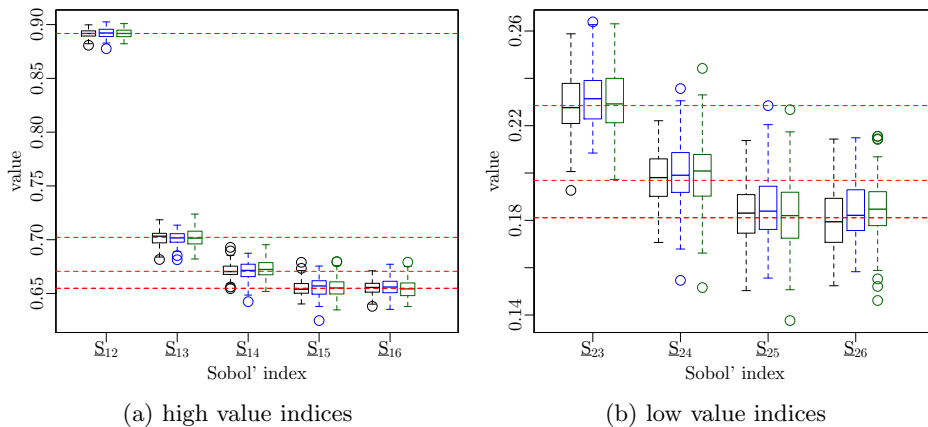 0.90
0.85
0.80
0.75
0.70
0.65
value
S12
S13
S14
S15
S16
Sobol' index
(a) high value indices
0.26
0.22
0.18
0.14
value
S23
S24
S25
S26
Sobol' index
(b) low value indices